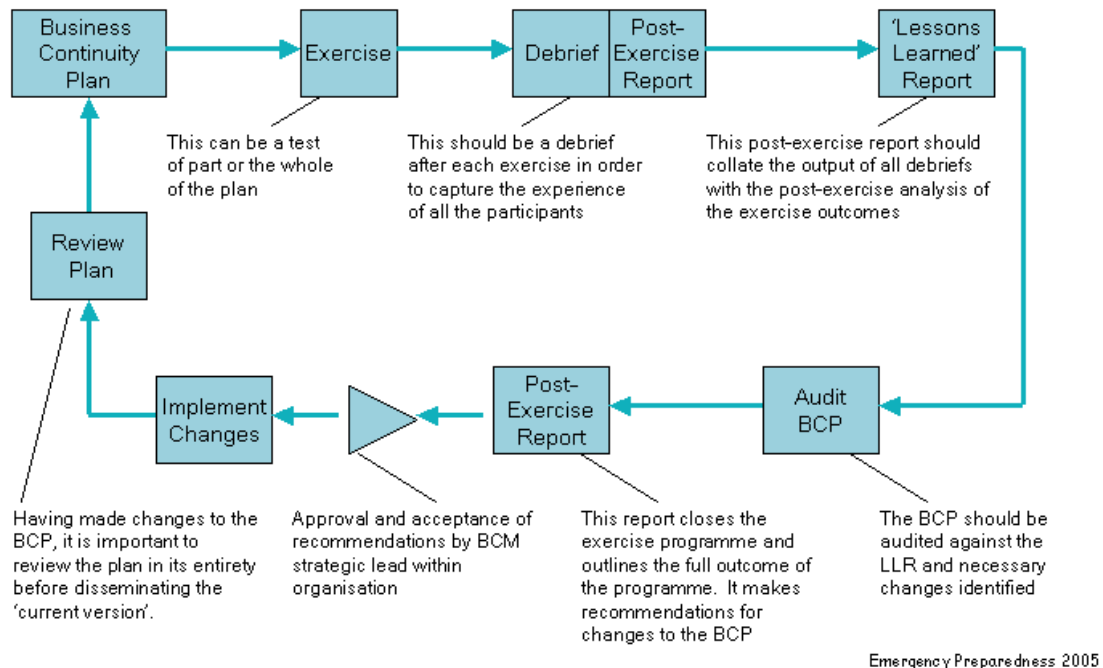 Business
Continuity
Plan
Exercise
Debrief
Post-
Exercise
Report
‘Lessons
Learned’
Report
This can be a test
of part or the whole
of the plan
This should be a debrief
after each exercise in order
to capture the experience
of all the participants
This post-exercise report should
collate the output of all debriefs
with the post-exercise analysis of
the exercise outcomes
Review
Plan
Implement
Changes
Post-
Exercise
Report
Audit
BCP
Having made changes to the
BCP, it is important to
review the plan in its entirety
before disseminating the
‘current version’.
Approval and acceptance of
recommendations by BCM
strategic lead within
organisation
This report closes the
exercise programme and
outlines the full outcome of
the programme. It makes
recommendations for
changes to the BCP
The BCP should be
audited against the
LLR and necessary
changes identified
Emergency Preparedness 2005